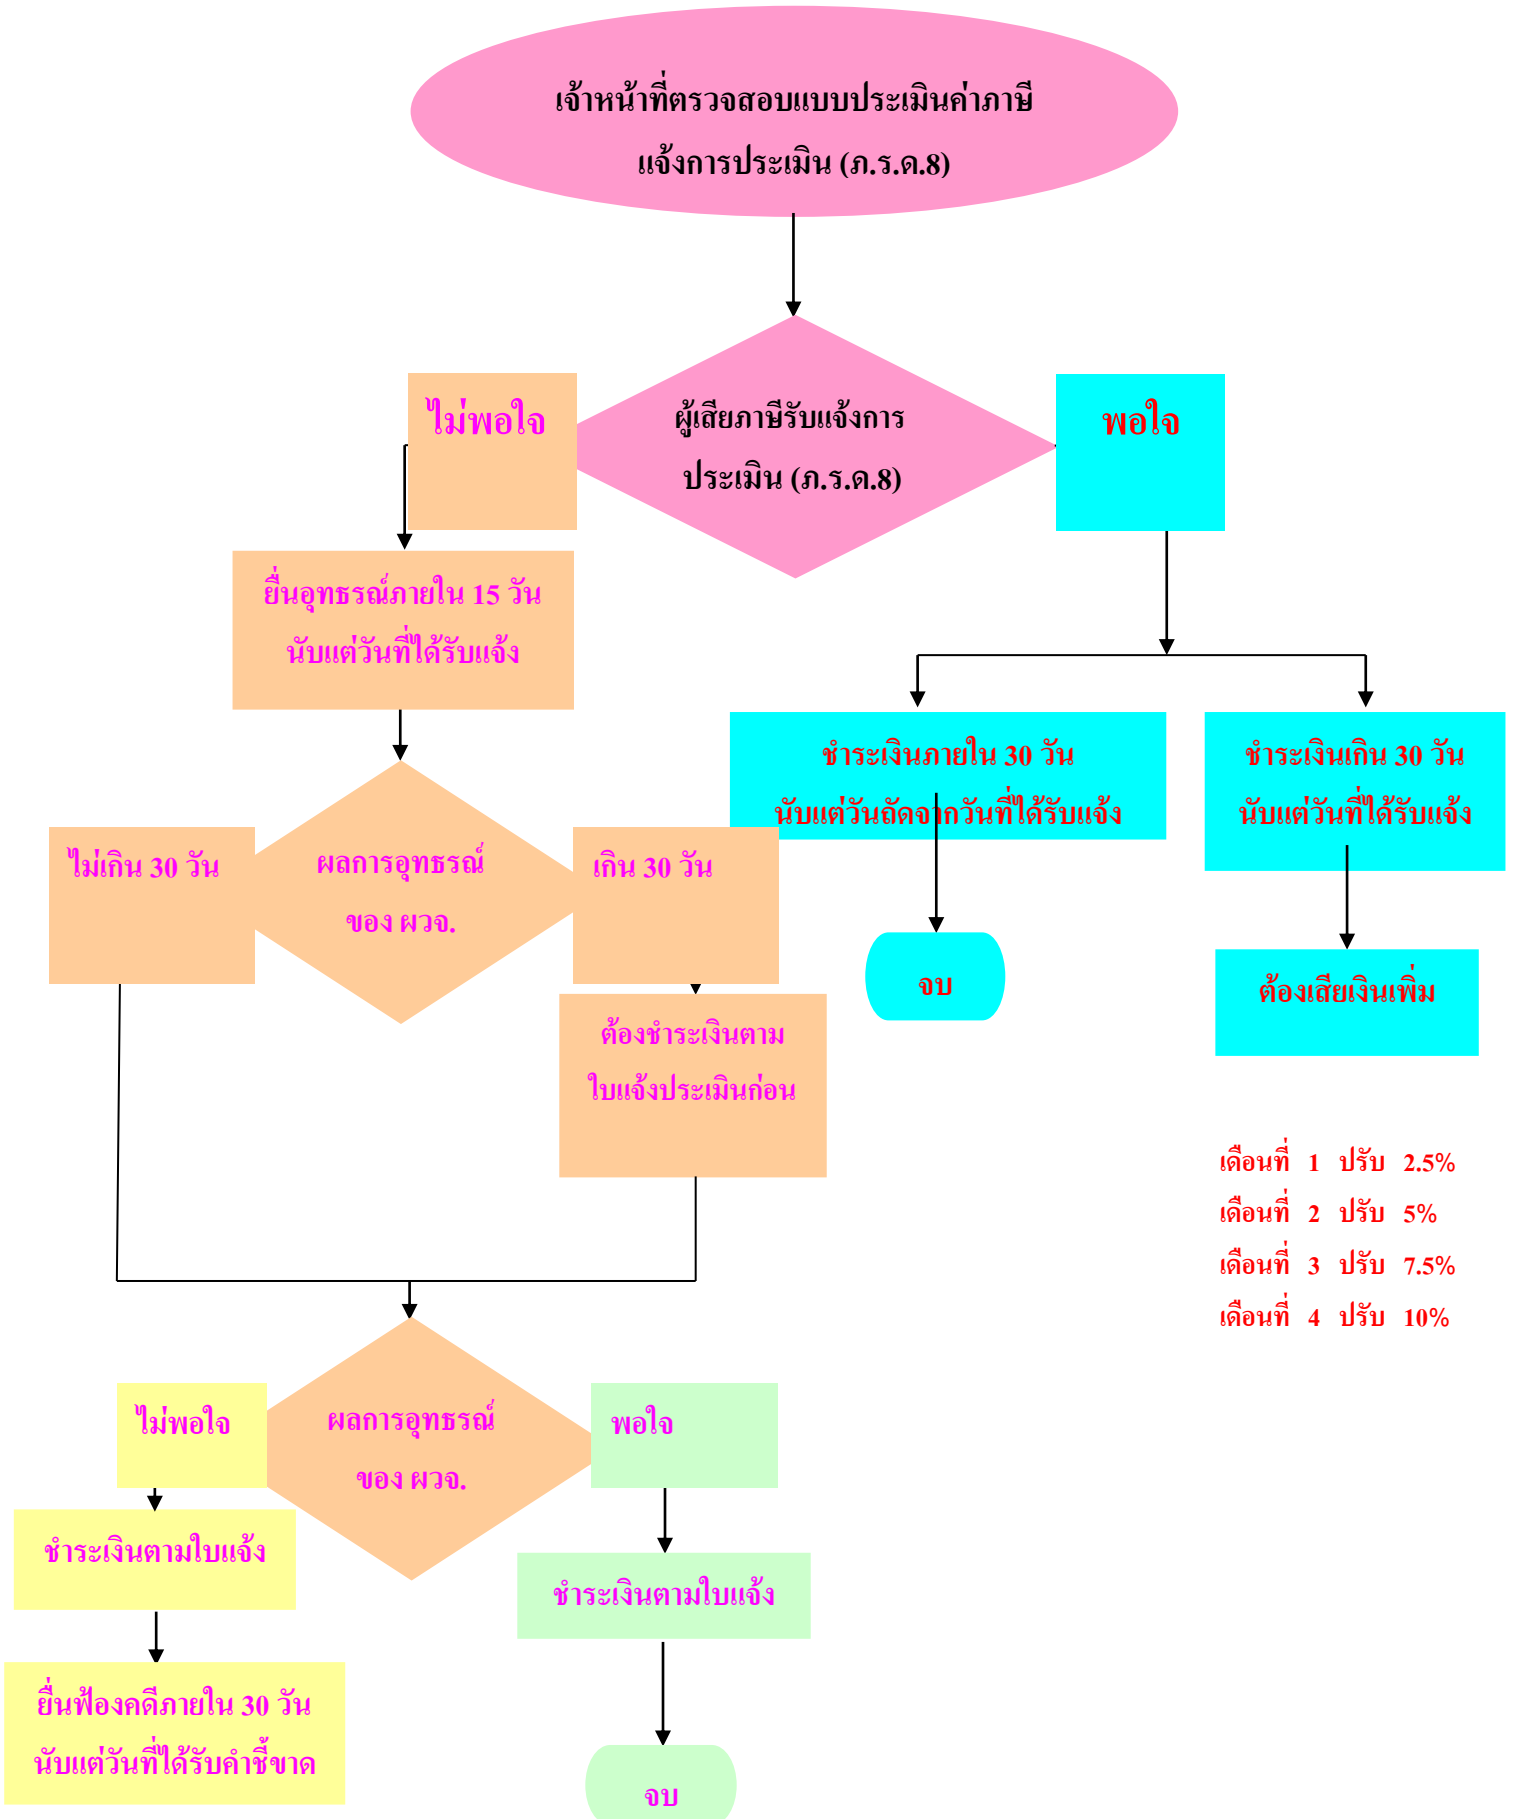 เจ้าหน้าที่ตรวจสอบแบบประเมินค่าภาษี
แจ้งการประเมิน (ภ.ร.ด.8)
ไม่พอใจ
ผู้เสียภาษีรับแจ้งการ
ประเมิน (ภ.ร.ด.8)
พอใจ
ยื่นอุทธรณ์ภายใน 15 วัน
นับแต่วันที่ได้รับแจ้ง
ชำระเงินภายใน 30 วัน
นับแต่วันถัดจากวันที่ได้รับแจ้ง
ชำระเงินเกิน 30 วัน
นับแต่วันที่ได้รับแจ้ง
ไม่เกิน 30 วัน
ผลการอุทธรณ์
ของ ผวจ.
เกิน 30 วัน
จบ
ต้องเสียเงินเพิ่ม
ต้องชำระเงินตาม
ใบแจ้งประเมินก่อน
เดือนที่ 1 ปรับ 2.5%
เดือนที่ 2 ปรับ 5%
เดือนที่ 3 ปรับ 7.5%
เดือนที่ 4 ปรับ 10%
ไม่พอใจ
ผลการอุทธรณ์
ของ ผวจ.
พอใจ
ชำระเงินตามใบแจ้ง
ชำระเงินตามใบแจ้ง
ยื่นฟ้องคดีภายใน 30 วัน
นับแต่วันที่ได้รับคำชี้ขาด
จบ